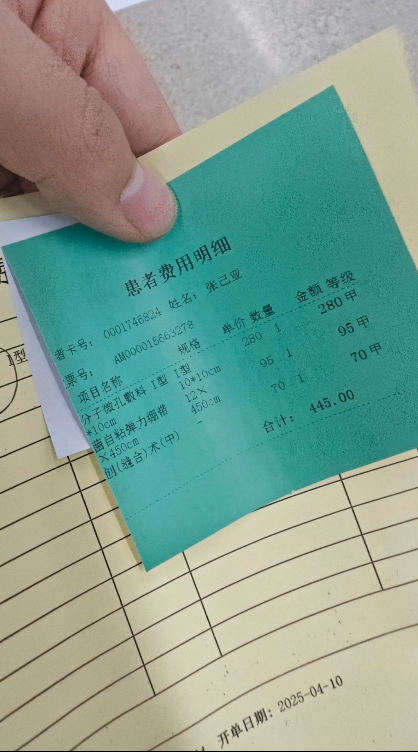 患者费用明细
者卡号: 0001746824 姓名: 张己亚
票号: AM000015663278
项目名称 规格 单价 数量 金额 等级
分子微孔敷料 I型 I型 280 1 280 甲
*10cm 10*10cm
菌自粘弹力绷带 12╳ 95 1 95 甲
╳450cm 450cm
创(缝合)术(中) - 70 1 70 甲
合计: 445.00
I型
开单日期: 2025-04-10